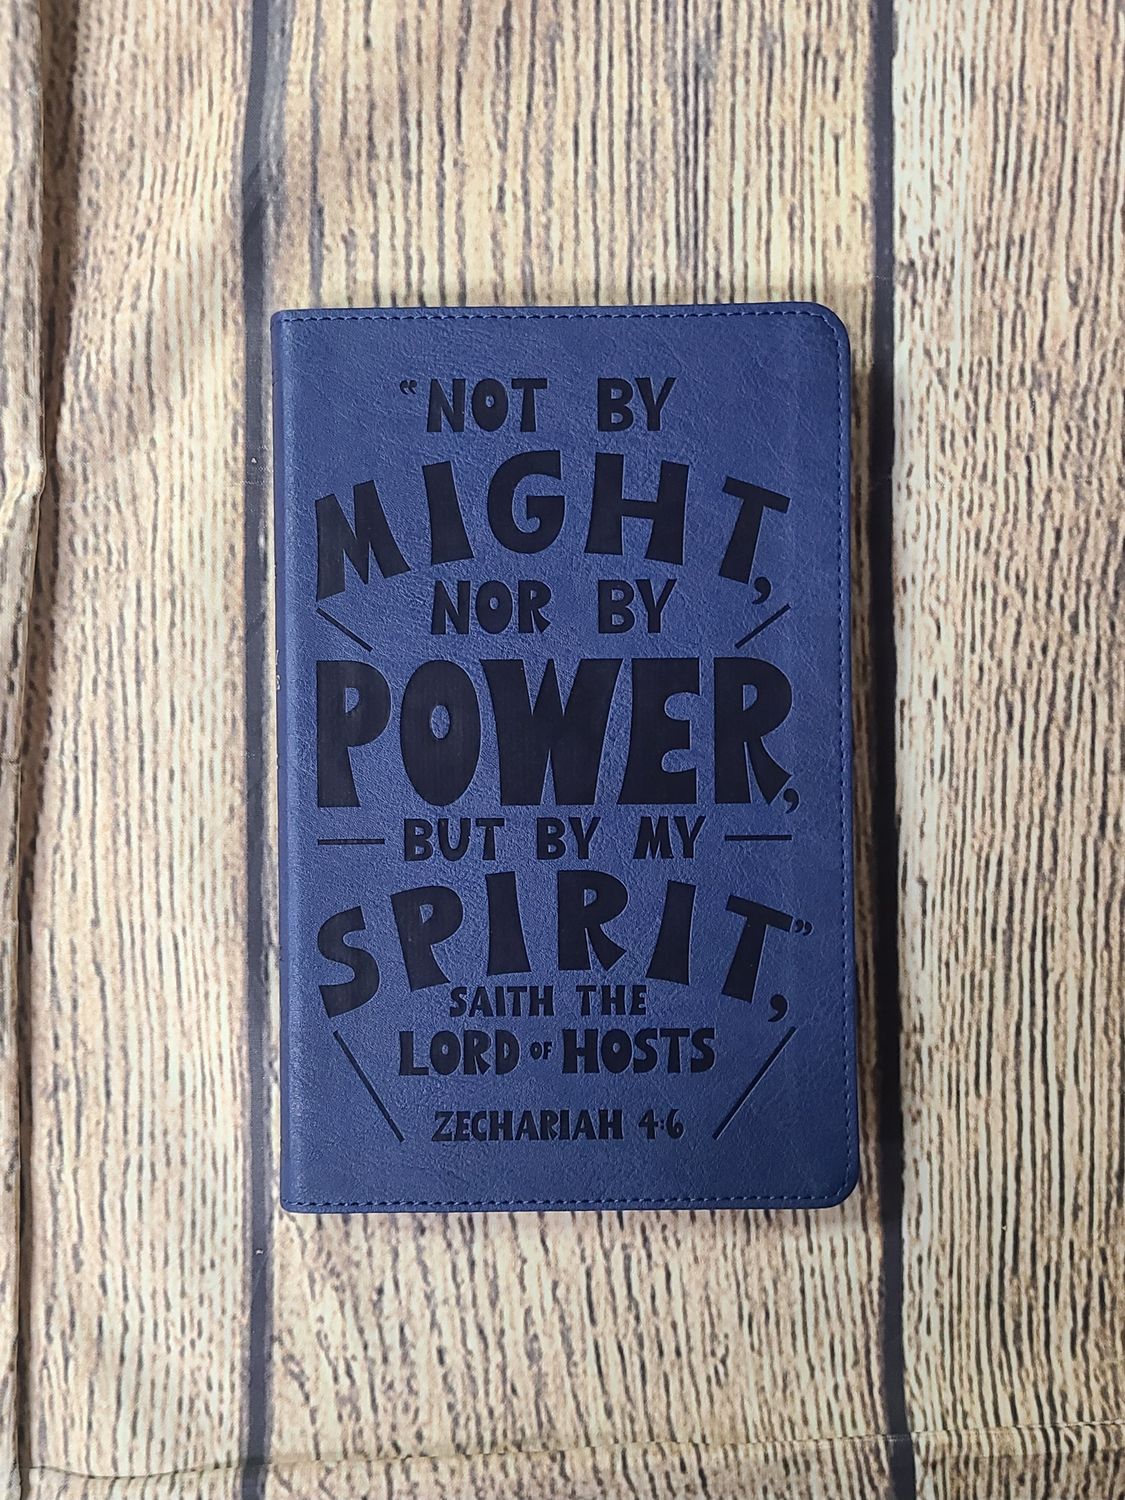 “NOT BY
MIGHT,
NOR BY
POWER,
BUT BY MY
SPIRIT,”
SAITH THE
LORD OF HOSTS
ZECHARIAH 4:6